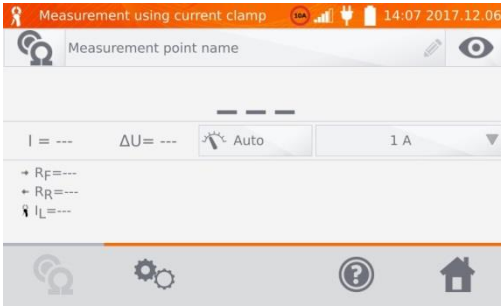 Measurement using current clamp 10A 14:07 2017.12.06
Measurement point name
---
I = --- ΔU= --- Auto 1 A
RF=---
RR=---
IL=---